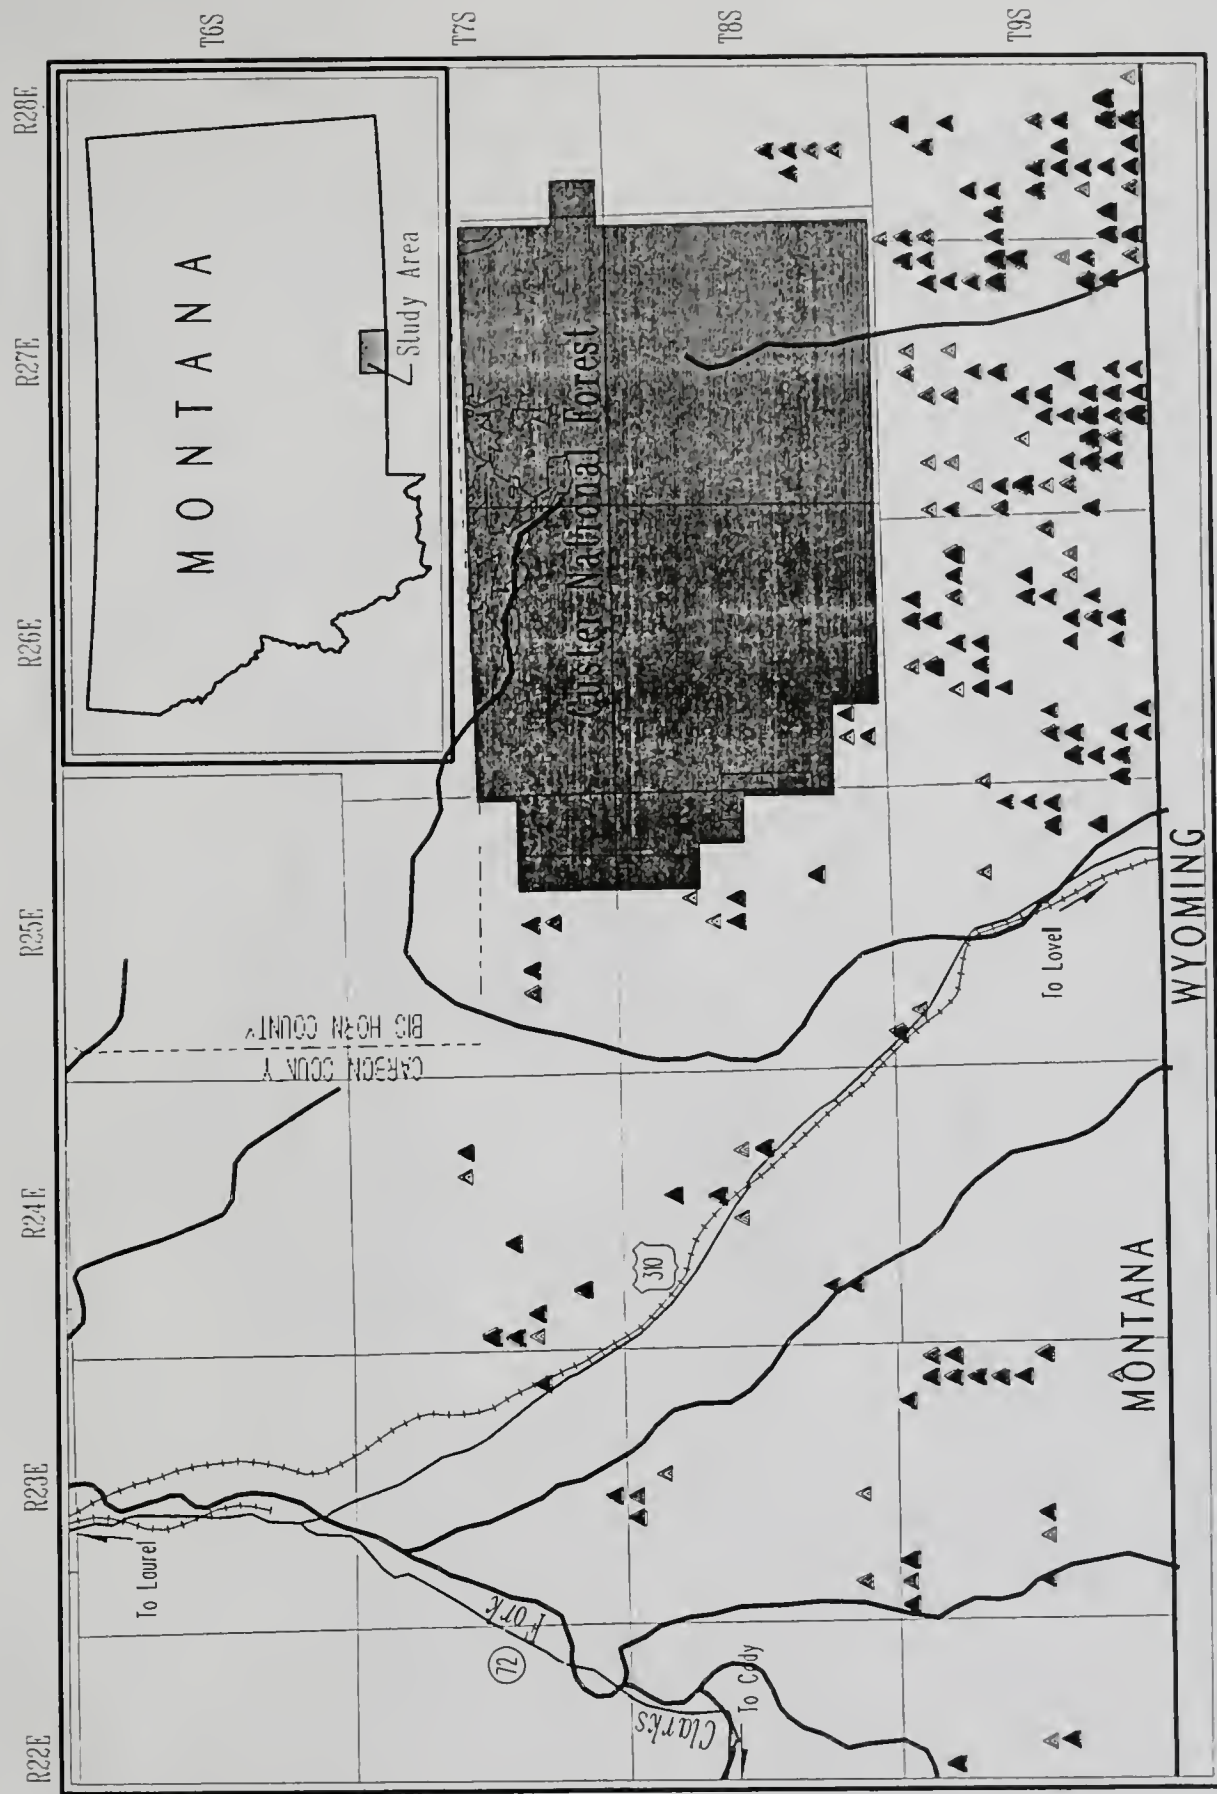 R22E
R23E
R24E
R25E
R26E
R27E
R28E
T6S
T7S
T8S
T9S
MONTANA
Study Area
To Laurel
CARBON COUNTY
BIG HORN COUNTY
Custer National Forest
72
Clarks
Fork
310
To Cody
To Lovel
MONTANA
WYOMING